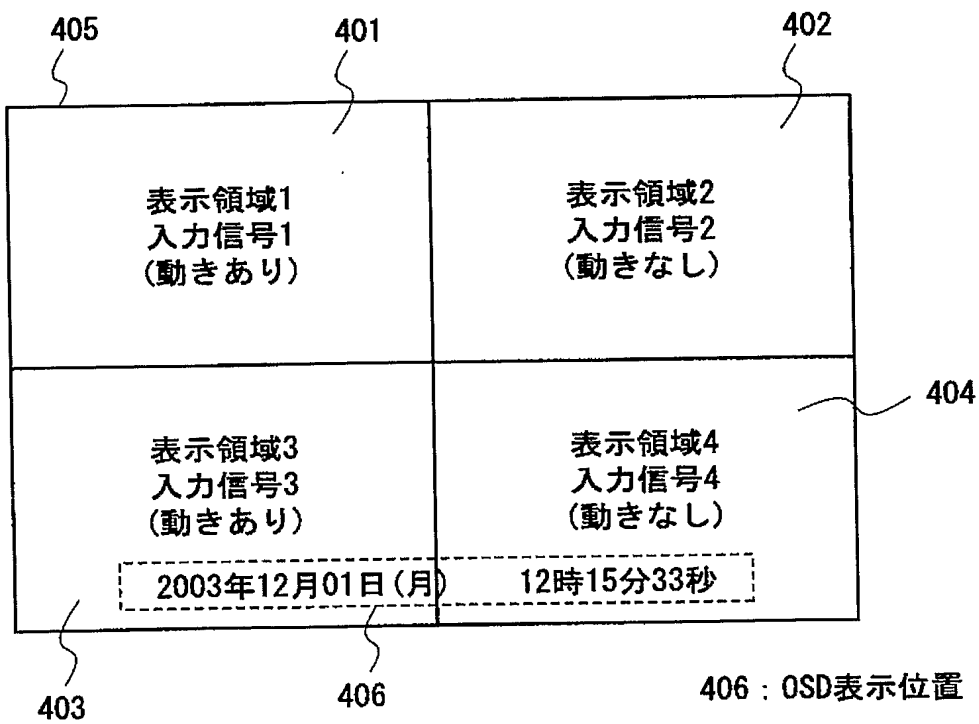 405
401
402
表示領域1
入力信号1
(動きあり)
表示領域2
入力信号2
(動きなし)
404
表示領域3
入力信号3
(動きあり)
表示領域4
入力信号4
(動きなし)
2003年12月01日(月) 12時15分33秒
403
406
406:OSD表示位置